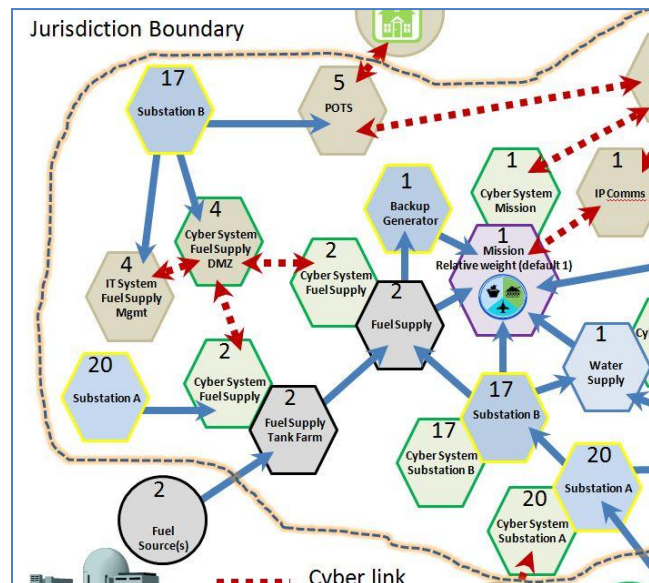 Jurisdiction Boundary
17
Substation B
5
POTS
1
Cyber System
Mission
1
IP Comms
1
Backup
Generator
4
Cyber System
Fuel Supply
DMZ
1
Mission
Relative weight (default 1)
4
IT System
Fuel Supply
Mgmt
2
Cyber System
Fuel Supply
2
Fuel Supply
1
Water
Supply
20
Substation A
2
Cyber System
Fuel Supply
2
Fuel Supply
Tank Farm
17
Substation B
17
Cyber System
Substation B
20
Substation A
20
Cyber System
Substation A
2
Fuel
Source(s)
Cyber link